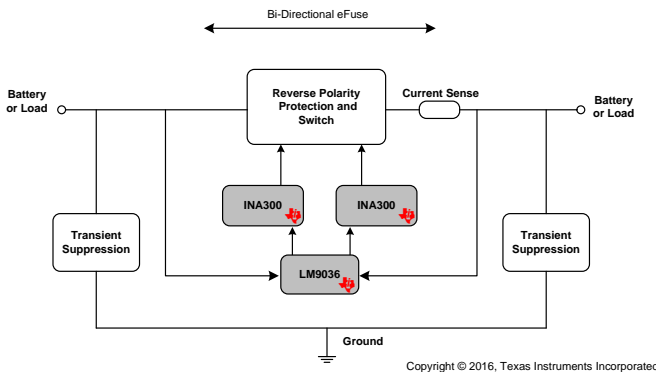 Bi-Directional eFuse
Battery
or Load
Reverse Polarity
Protection and
Switch
Current Sense
Battery
or Load
INA300
INA300
Transient
Suppression
LM9036
Transient
Suppression
Ground
Copyright © 2016, Texas Instruments Incorporated